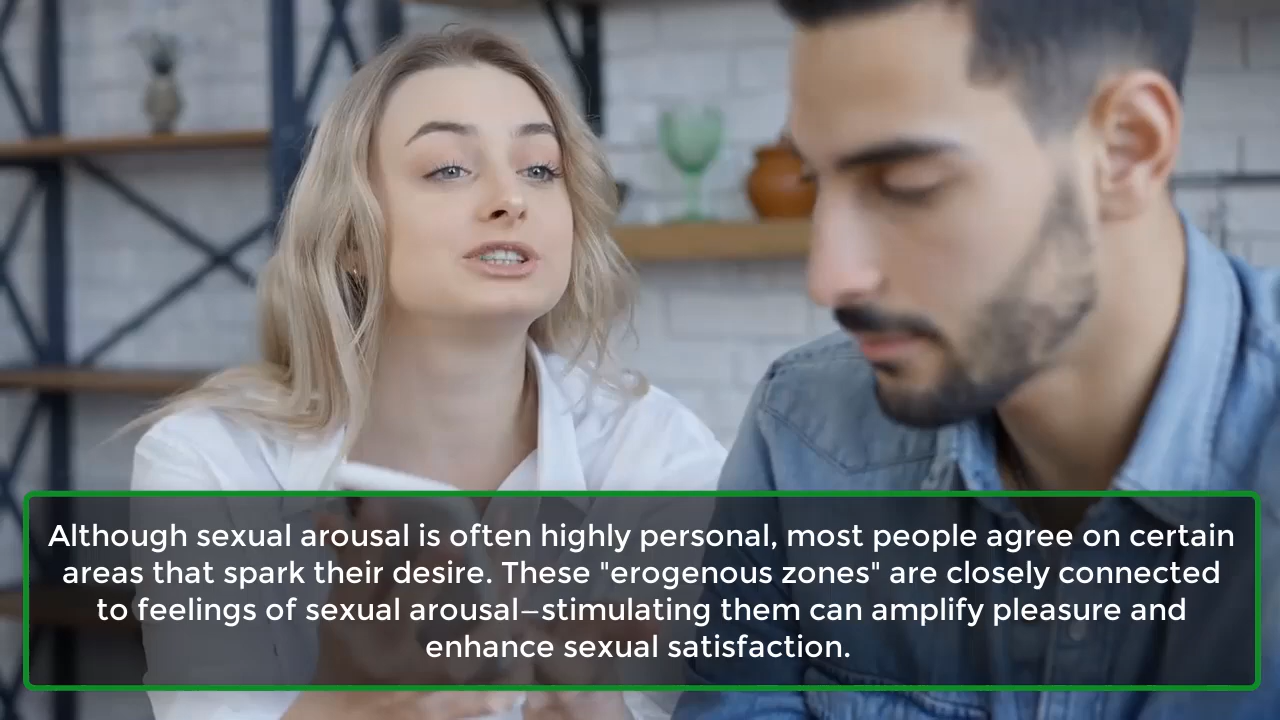 Although sexual arousal is often highly personal, most people agree on certain
areas that spark their desire. These "erogenous zones" are closely connected
to feelings of sexual arousal—stimulating them can amplify pleasure and
enhance sexual satisfaction.